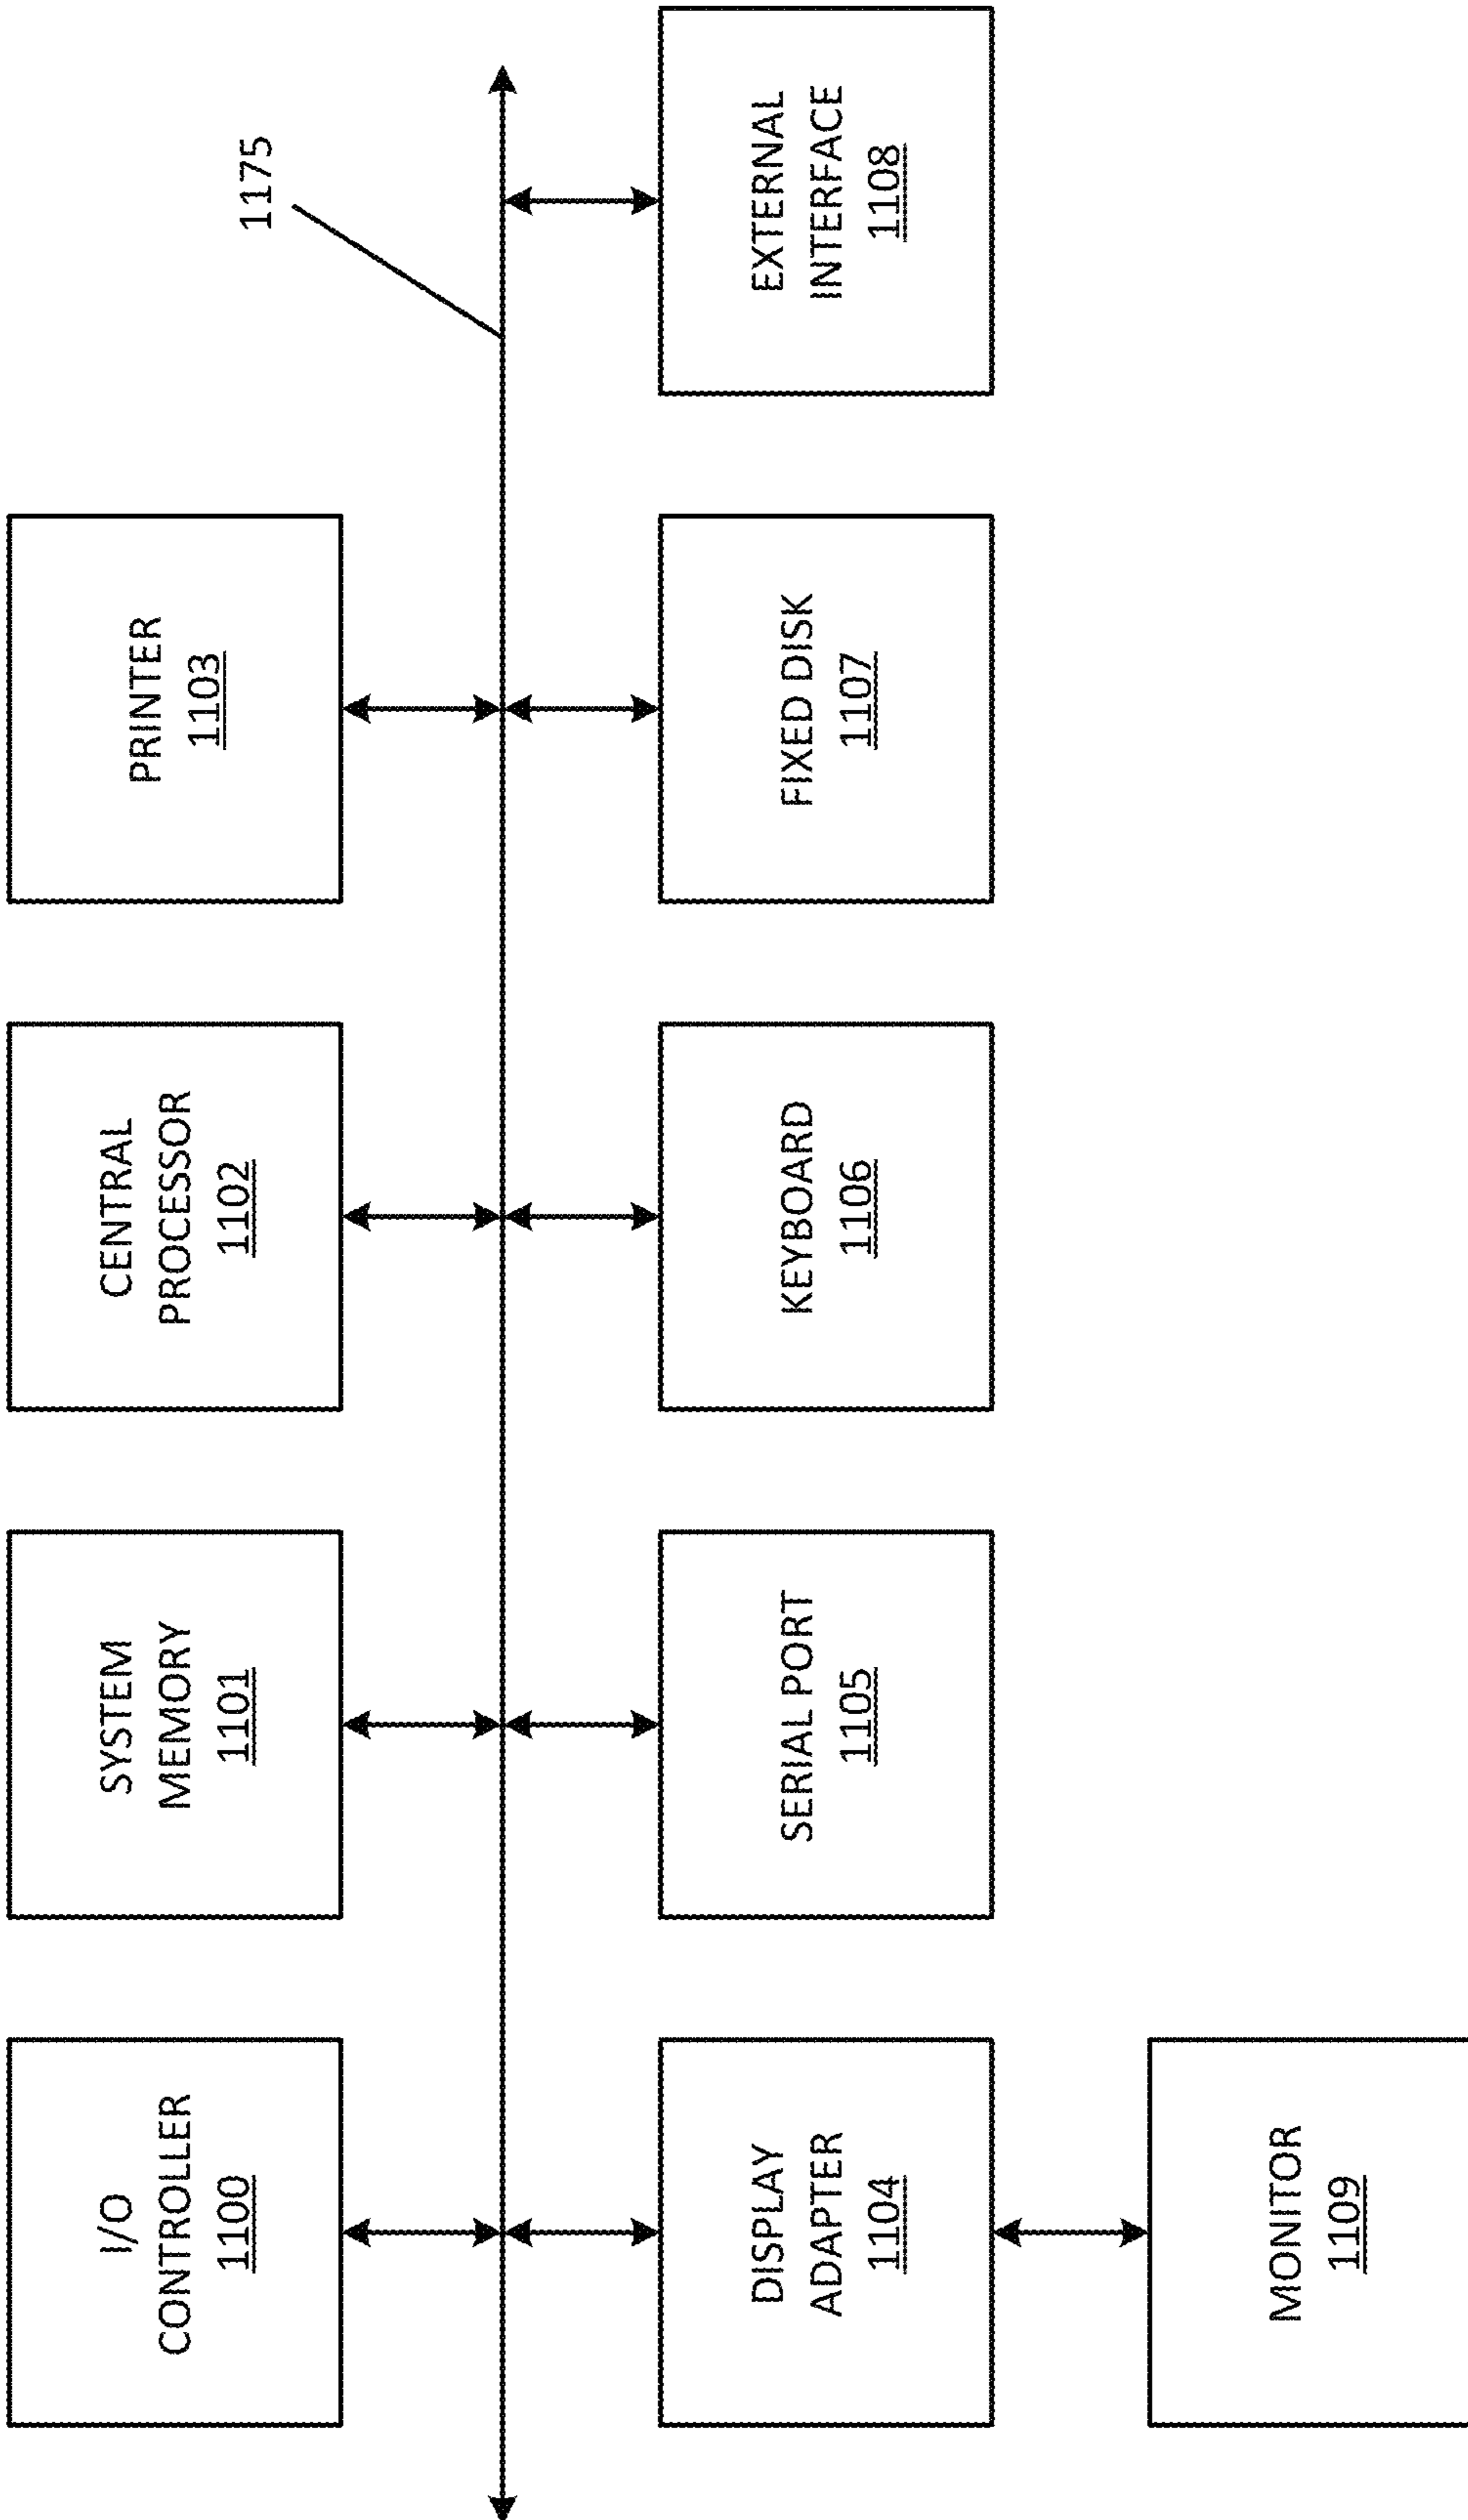 I/O
CONTROLLER
1100
SYSTEM
MEMORY
1101
CENTRAL
PROCESSOR
1102
PRINTER
1103
1175
DISPLAY
ADAPTER
1104
SERIAL PORT
1105
KEYBOARD
1106
FIXED DISK
1107
EXTERNAL
INTERFACE
1108
MONITOR
1109